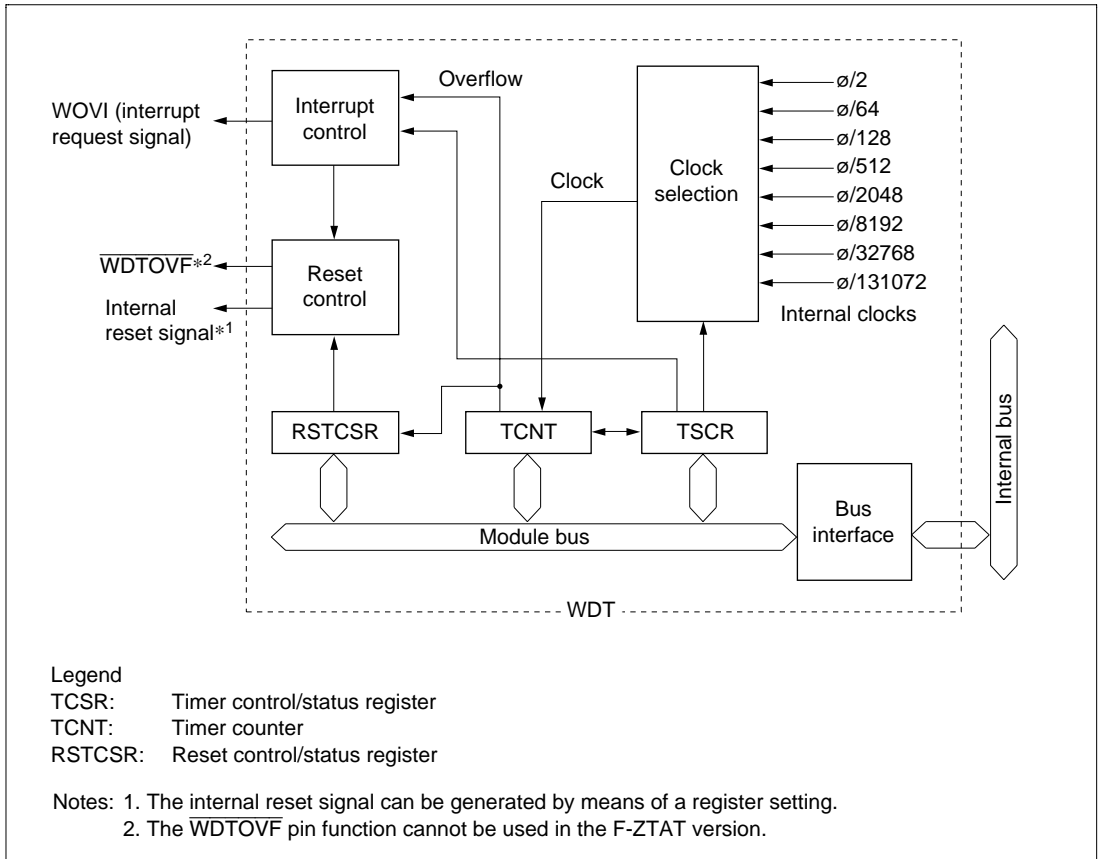 Overflow
WOVI (interrupt
request signal)
Interrupt
control
Clock
Clock
selection
ø/2
ø/64
ø/128
ø/512
ø/2048
ø/8192
ø/32768
ø/131072
Internal clocks
WDTOVF*2
Internal
reset signal*1
Reset
control
RSTCSR
TCNT
TSCR
Internal bus
Module bus
Bus
interface
WDT
Legend
TCSR: Timer control/status register
TCNT: Timer counter
RSTCSR: Reset control/status register
Notes: 1. The internal reset signal can be generated by means of a register setting.
2. The WDTOVF pin function cannot be used in the F-ZTAT version.